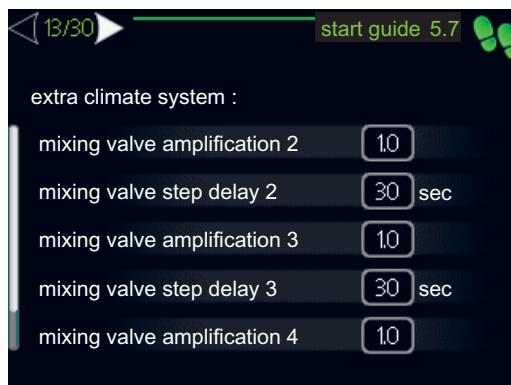 13/30 start guide 5.7
extra climate system :
mixing valve amplification 2 1.0
mixing valve step delay 2 30 sec
mixing valve amplification 3 1.0
mixing valve step delay 3 30 sec
mixing valve amplification 4 1.0